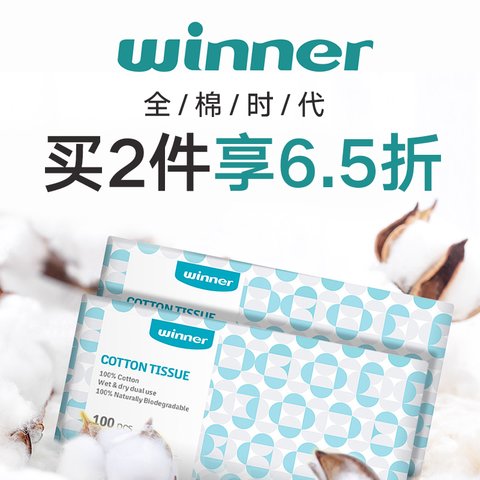 winner
全/棉/时/代
买2件享6.5折
winner
COTTON TISSUE
winner
COTTON TISSUE
100% Cotton
Wet & dry dual use
100% Naturally Biodegradable
100 pcs